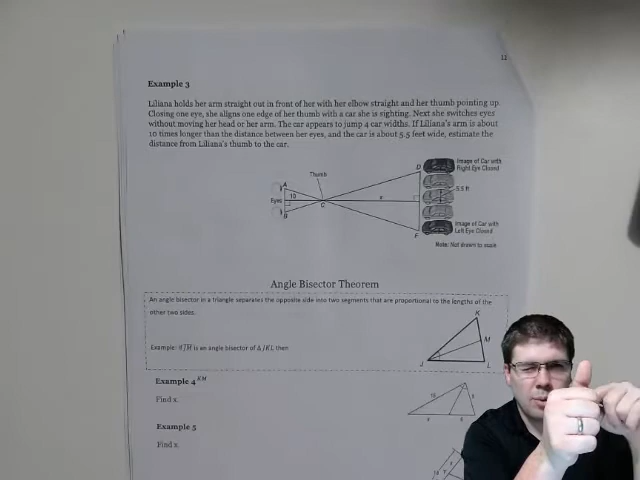 12
Example 3
Liliana holds her arm straight out in front of her with her elbow straight and her thumb pointing up.
Closing one eye, she aligns one edge of her thumb with a car she is sighting. Next she switches eyes
without moving her head or her arm. The car appears to jump 4 car widths. If Liliana's arm is about
10 times longer than the distance between her eyes, and the car is about 5.5 feet wide, estimate the
distance from Liliana's thumb to the car.
Thumb
D
Image of Car with
Right Eye Closed
A
10
x
5.5 ft
Eyes
C
B
F
Image of Car with
Left Eye Closed
Note: Not drawn to scale
Angle Bisector Theorem
An angle bisector in a triangle separates the opposite side into two segments that are proportional to the lengths of the
other two sides.
K
M
Example: if JM is an angle bisector of Δ JKL, then
J
L
KM
Example 4
Find x.
Example 5
Find x.